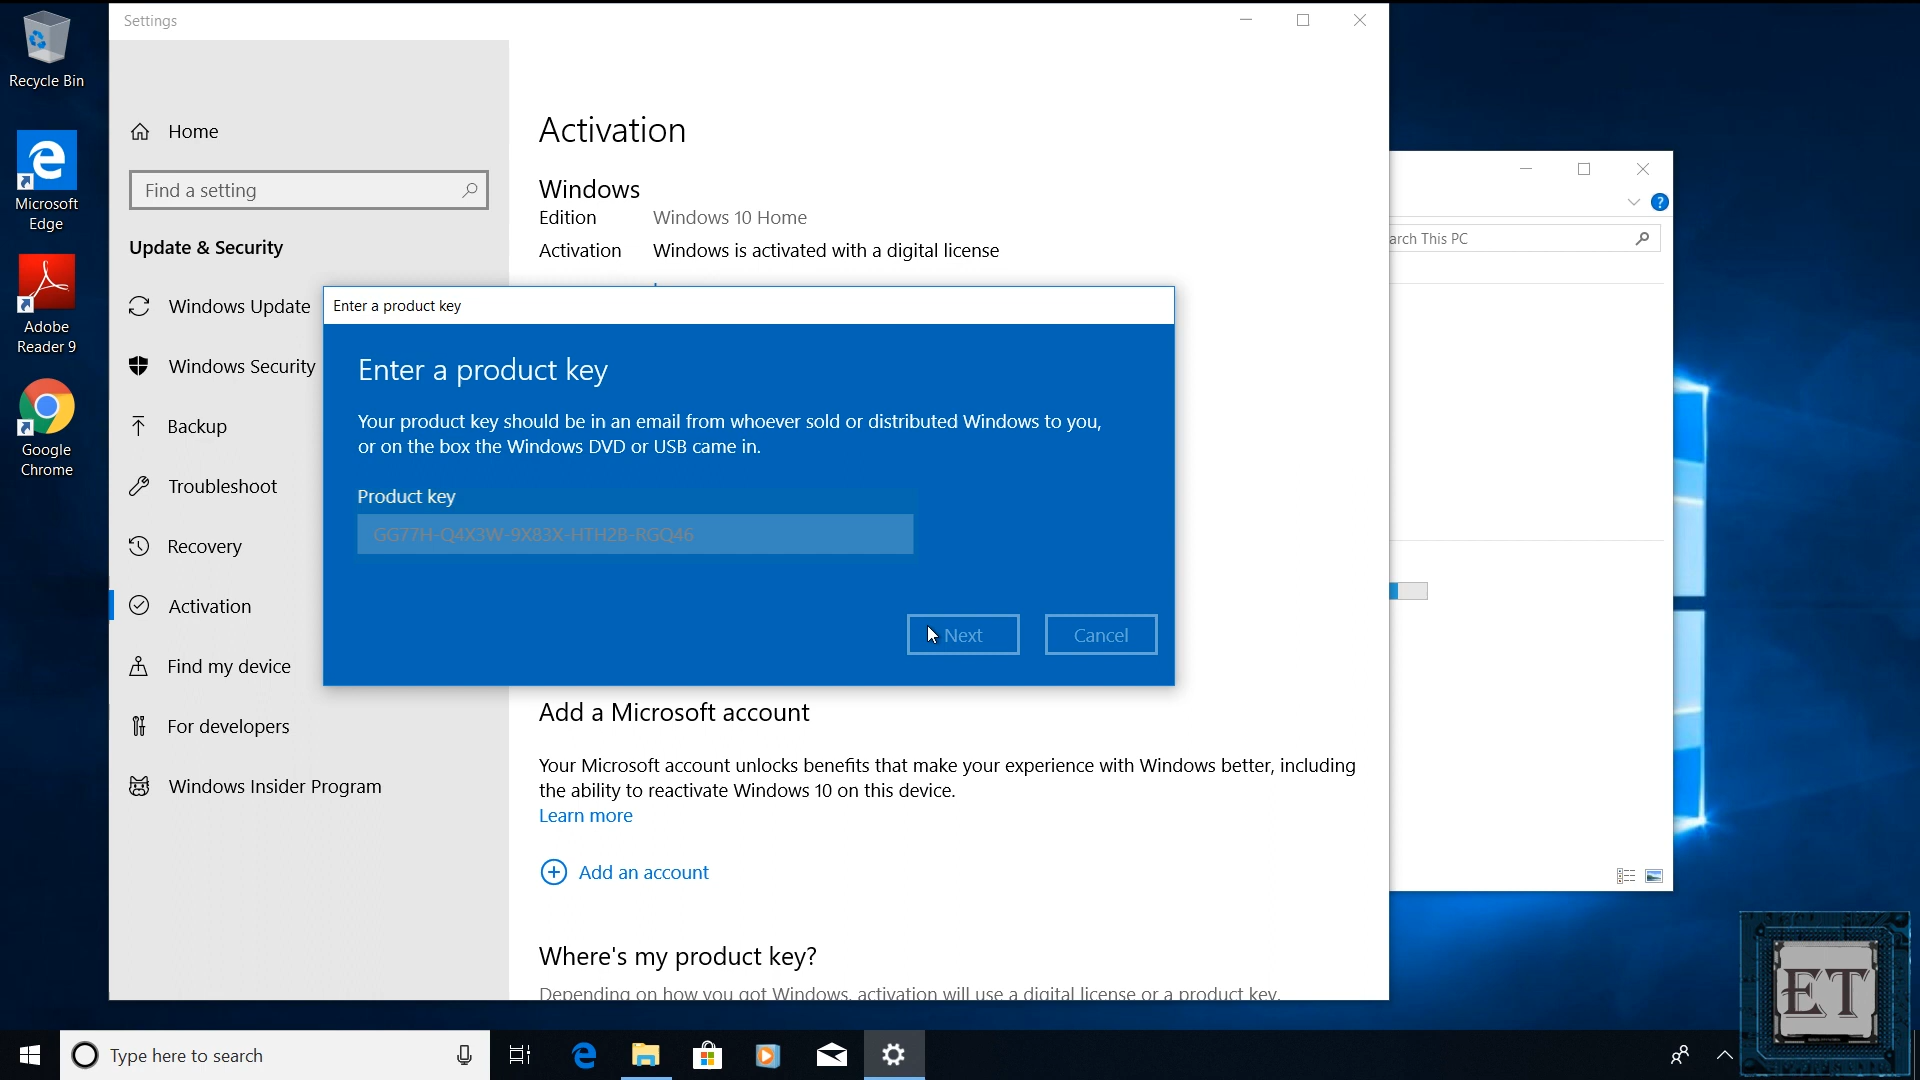 Settings
Recycle Bin
Microsoft
Edge
Adobe
Reader 9
Google
Chrome
Home
Find a setting
Update & Security
Windows Update
Windows Security
Backup
Troubleshoot
Recovery
Activation
Find my device
For developers
Windows Insider Program
Activation
Windows
Edition Windows 10 Home
Activation Windows is activated with a digital license
Enter a product key
Enter a product key
Your product key should be in an email from whoever sold or distributed Windows to you,
or on the box the Windows DVD or USB came in.
Product key
GG77H-Q4X3W-9X83X-HTH2B-RGQ46
Next Cancel
Add a Microsoft account
Your Microsoft account unlocks benefits that make your experience with Windows better, including
the ability to reactivate Windows 10 on this device.
Learn more
Add an account
Where's my product key?
Depending on how you got Windows, activation will use a digital license or a product key.
arch This PC
?
ET
Type here to search